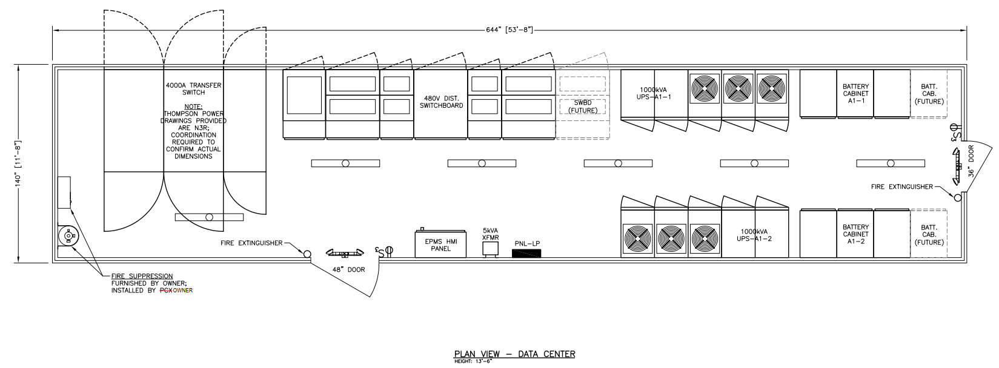 644" [53'-8"]
140" [11'-8"]
4000A TRANSFER
SWITCH
NOTE:
THOMPSON POWER
DRAWINGS PROVIDED
ARE N3R;
COORDINATION
REQUIRED TO
CONFIRM ACTUAL
DIMENSIONS
480V DIST.
SWITCHBOARD
SWBD
(FUTURE)
1000kVA
UPS-A1-1
BATTERY
CABINET
A1-1
BATT.
CAB.
(FUTURE)
S3
36" DOOR
FIRE EXTINGUISHER
FIRE EXTINGUISHER
48" DOOR
S3
EPMS HMI
PANEL
5kVA
XFMR
PNL-LP
1000kVA
UPS-A1-2
BATTERY
CABINET
A1-2
BATT.
CAB.
(FUTURE)
FIRE SUPPRESSION
FURNISHED BY OWNER;
INSTALLED BY PCX OWNER
PLAN VIEW - DATA CENTER
HEIGHT: 13'-6"